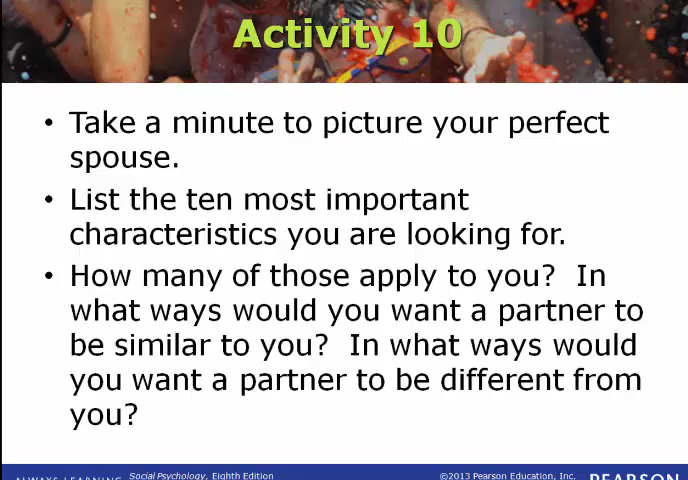 Activity 10
• Take a minute to picture your perfect
spouse.
• List the ten most important
characteristics you are looking for.
• How many of those apply to you?  In
what ways would you want a partner to
be similar to you?  In what ways would
you want a partner to be different from
you?
ALWAYS LEARNING Social Psychology, Eighth Edition ©2013 Pearson Education, Inc. PEARSON